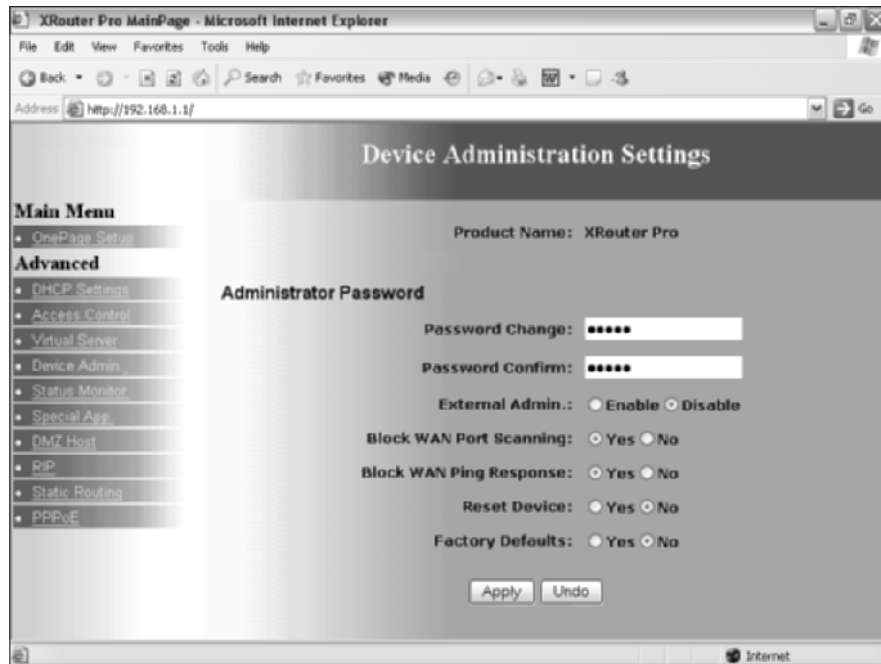 XRouter Pro MainPage - Microsoft Internet Explorer
File Edit View Favorites Tools Help
Back Search Favorites Media
Address http://192.168.1.1/ Go
Device Administration Settings
Main Menu
OnePage Setup
Advanced
DHCP Settings
Access Control
Virtual Server
Device Admin.
Status Monitor
Special App.
DMZ Host
RIP
Static Routing
PPPoE
Product Name: XRouter Pro
Administrator Password
Password Change: •••••
Password Confirm: •••••
External Admin.: Enable Disable
Block WAN Port Scanning: Yes No
Block WAN Ping Response: Yes No
Reset Device: Yes No
Factory Defaults: Yes No
Apply Undo
Internet